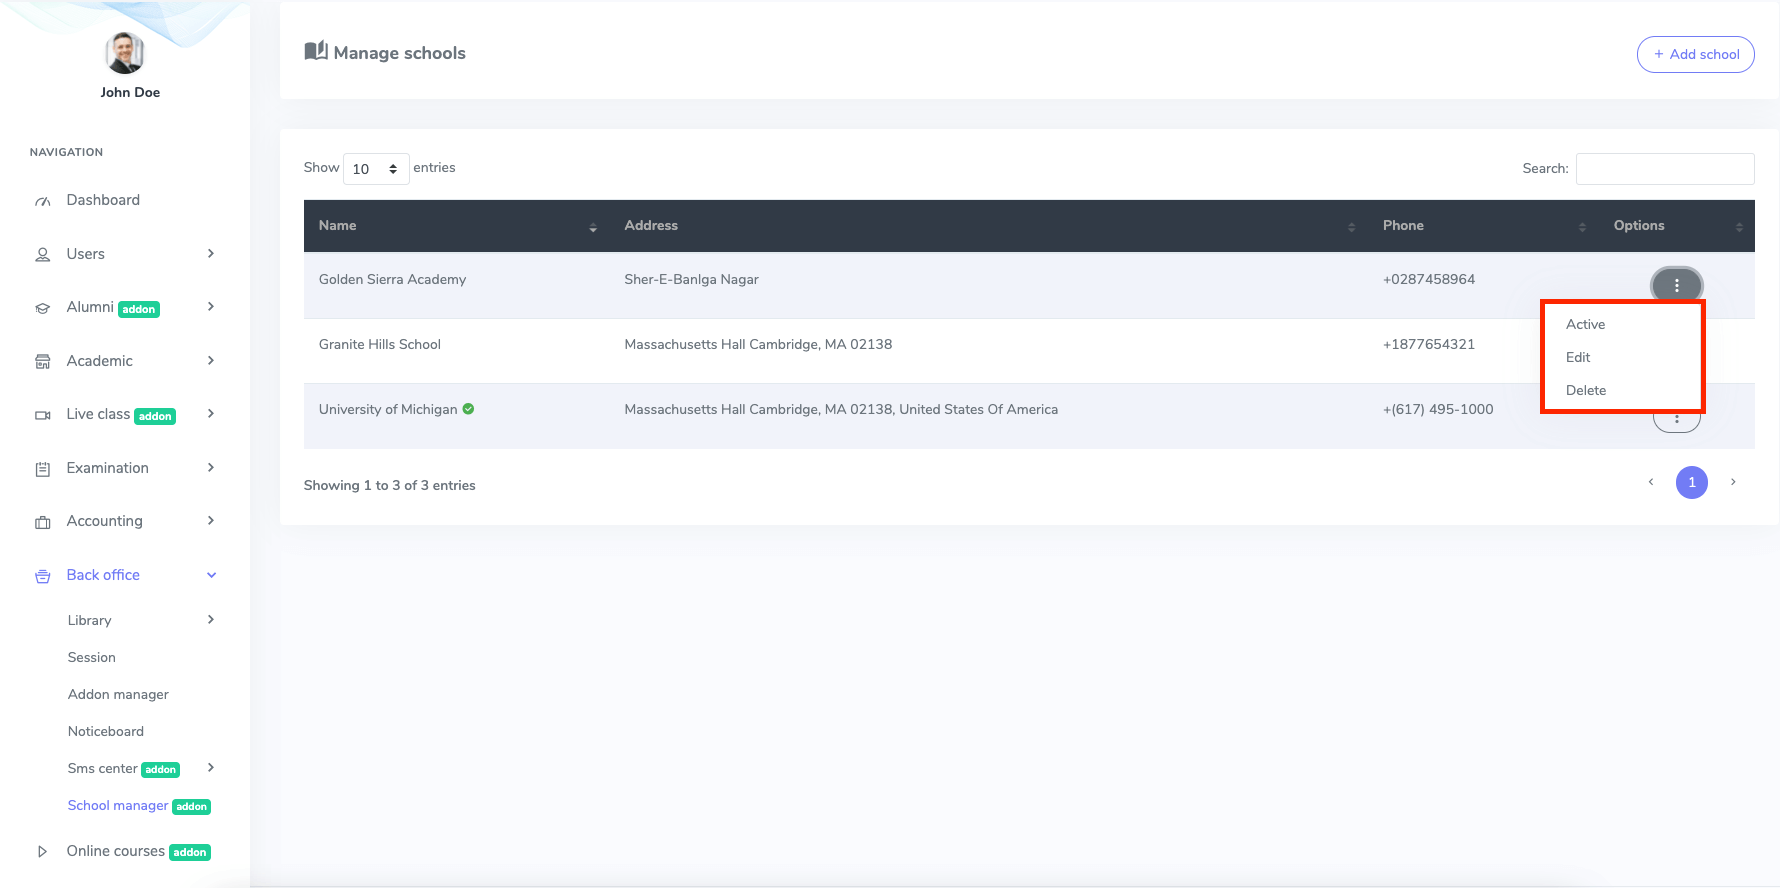 John Doe
NAVIGATION
Dashboard
Users
Alumni addon
Academic
Live class addon
Examination
Accounting
Back office
Library
Session
Addon manager
Noticeboard
Sms center addon
School manager addon
Online courses addon
Manage schools
+ Add school
Show 10 entries
Search:
Name Address Phone Options
Golden Sierra Academy Sher-E-Banlga Nagar +0287458964
Granite Hills School Massachusetts Hall Cambridge, MA 02138 +1877654321
University of Michigan Massachusetts Hall Cambridge, MA 02138, United States Of America +(617) 495-1000
Active
Edit
Delete
Showing 1 to 3 of 3 entries
1